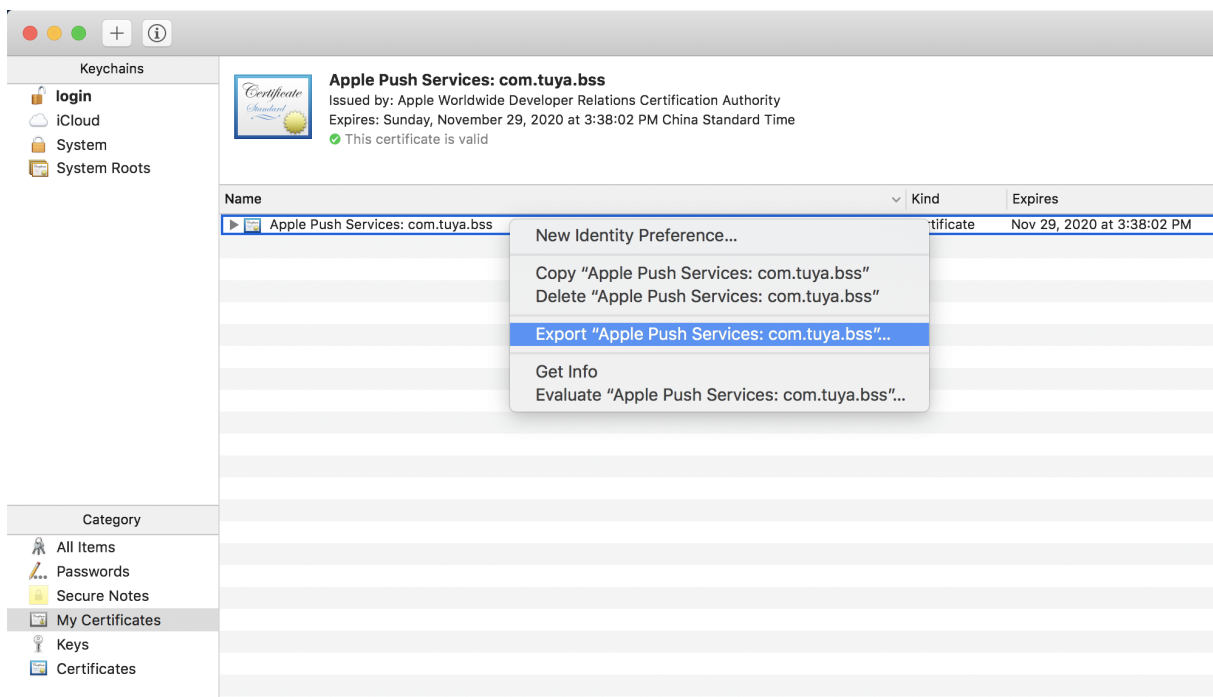 Keychains
login
iCloud
System
System Roots
Certificate
Standard
Apple Push Services: com.tuya.bss
Issued by: Apple Worldwide Developer Relations Certification Authority
Expires: Sunday, November 29, 2020 at 3:38:02 PM China Standard Time
This certificate is valid
Name Kind Expires
Apple Push Services: com.tuya.bss tificate Nov 29, 2020 at 3:38:02 PM
New Identity Preference...
Copy “Apple Push Services: com.tuya.bss”
Delete “Apple Push Services: com.tuya.bss”
Export “Apple Push Services: com.tuya.bss”...
Get Info
Evaluate “Apple Push Services: com.tuya.bss”...
Category
All Items
Passwords
Secure Notes
My Certificates
Keys
Certificates